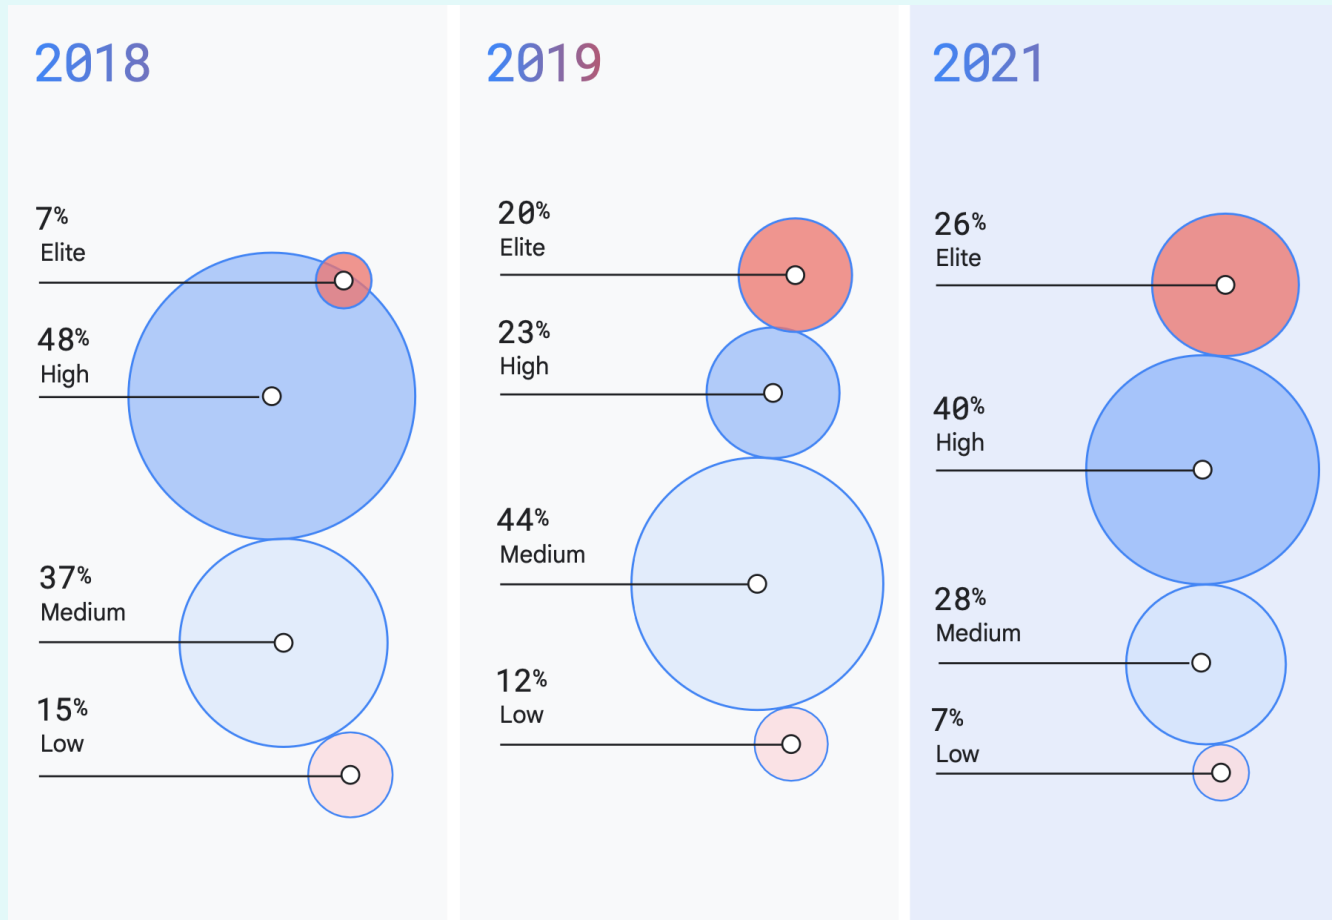 2018
7%
Elite
48%
High
37%
Medium
15%
Low
2019
20%
Elite
23%
High
44%
Medium
12%
Low
2021
26%
Elite
40%
High
28%
Medium
7%
Low